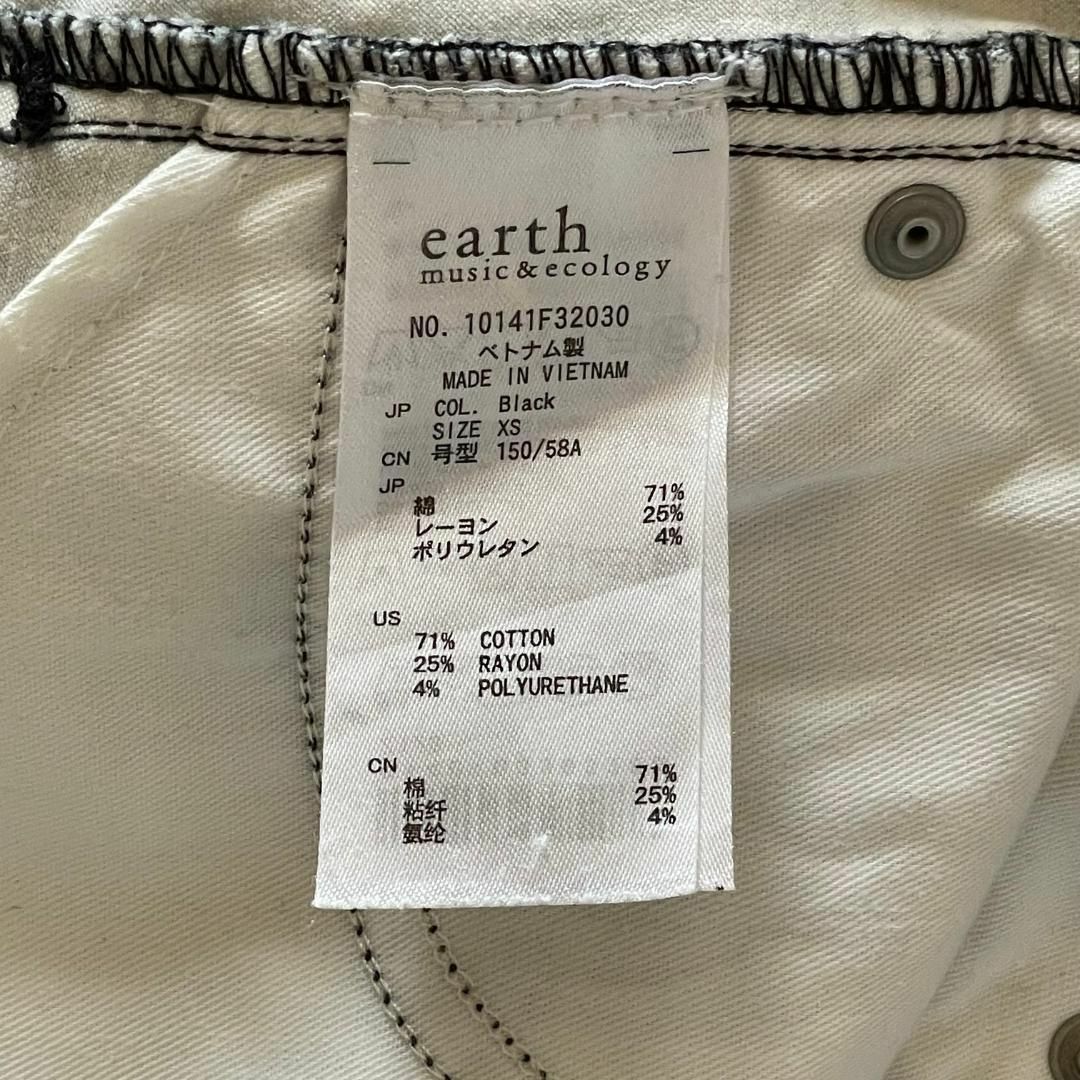 earth
music&ecology
NO. 10141F32030
ベトナム製
MADE IN VIETNAM
JP COL. Black
SIZE XS
CN 号型 150/58A
JP
綿 71%
レーヨン 25%
ポリウレタン 4%
US
71% COTTON
25% RAYON
4% POLYURETHANE
CN
棉 71%
粘纤 25%
氨纶 4%